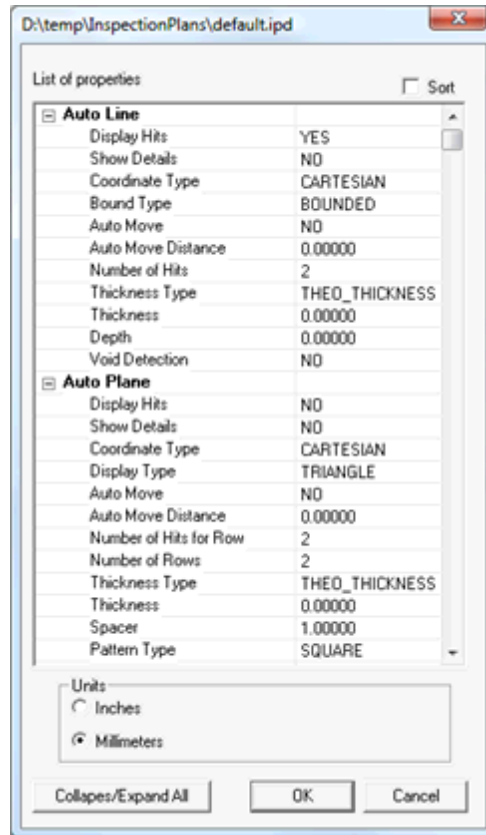 D:\temp\InspectionPlans\default.ipd
List of properties
Sort
Auto Line
Display Hits YES
Show Details NO
Coordinate Type CARTESIAN
Bound Type BOUNDED
Auto Move NO
Auto Move Distance 0.00000
Number of Hits 2
Thickness Type THEO_THICKNESS
Thickness 0.00000
Depth 0.00000
Void Detection NO
Auto Plane
Display Hits NO
Show Details NO
Coordinate Type CARTESIAN
Display Type TRIANGLE
Auto Move NO
Auto Move Distance 0.00000
Number of Hits for Row 2
Number of Rows 2
Thickness Type THEO_THICKNESS
Thickness 0.00000
Spacer 1.00000
Pattern Type SQUARE
Units
Inches
Millimeters
Collapes/Expand All OK Cancel